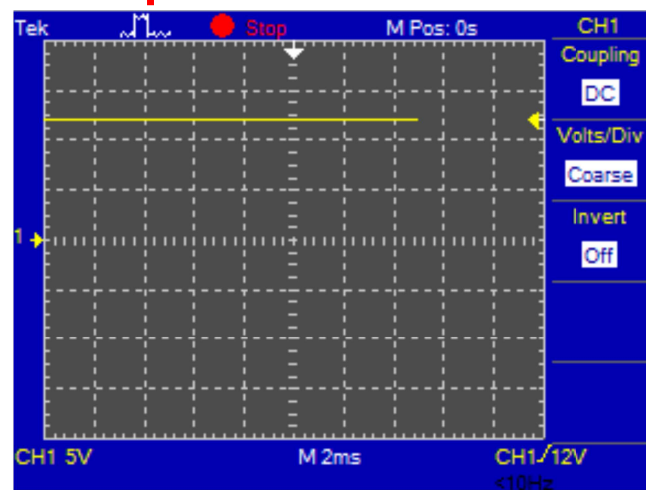 Tek Stop M Pos: 0s CH1
Coupling
DC
Volts/Div
Coarse
Invert
Off
1
CH1 5V M 2ms CH1 12V
<10Hz